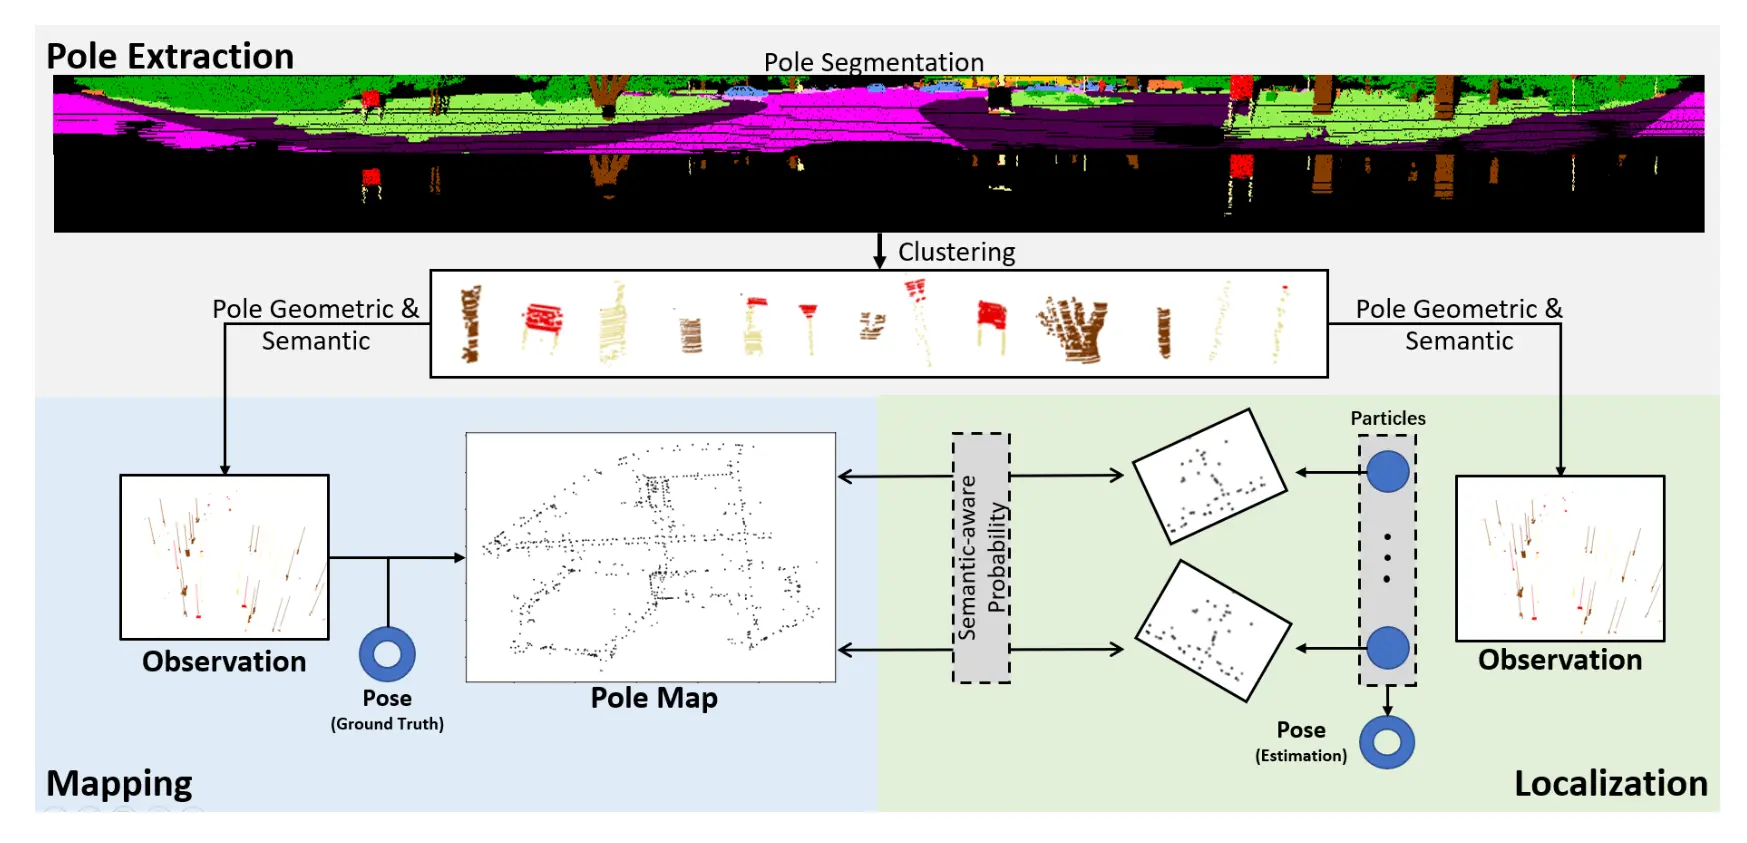 Pole Extraction
Pole Segmentation
Clustering
Pole Geometric &
Semantic
Pole Geometric &
Semantic
Particles
Semantic-aware
Probability
Observation
Pose
(Ground Truth)
Pole Map
Observation
Pose
(Estimation)
Mapping
Localization